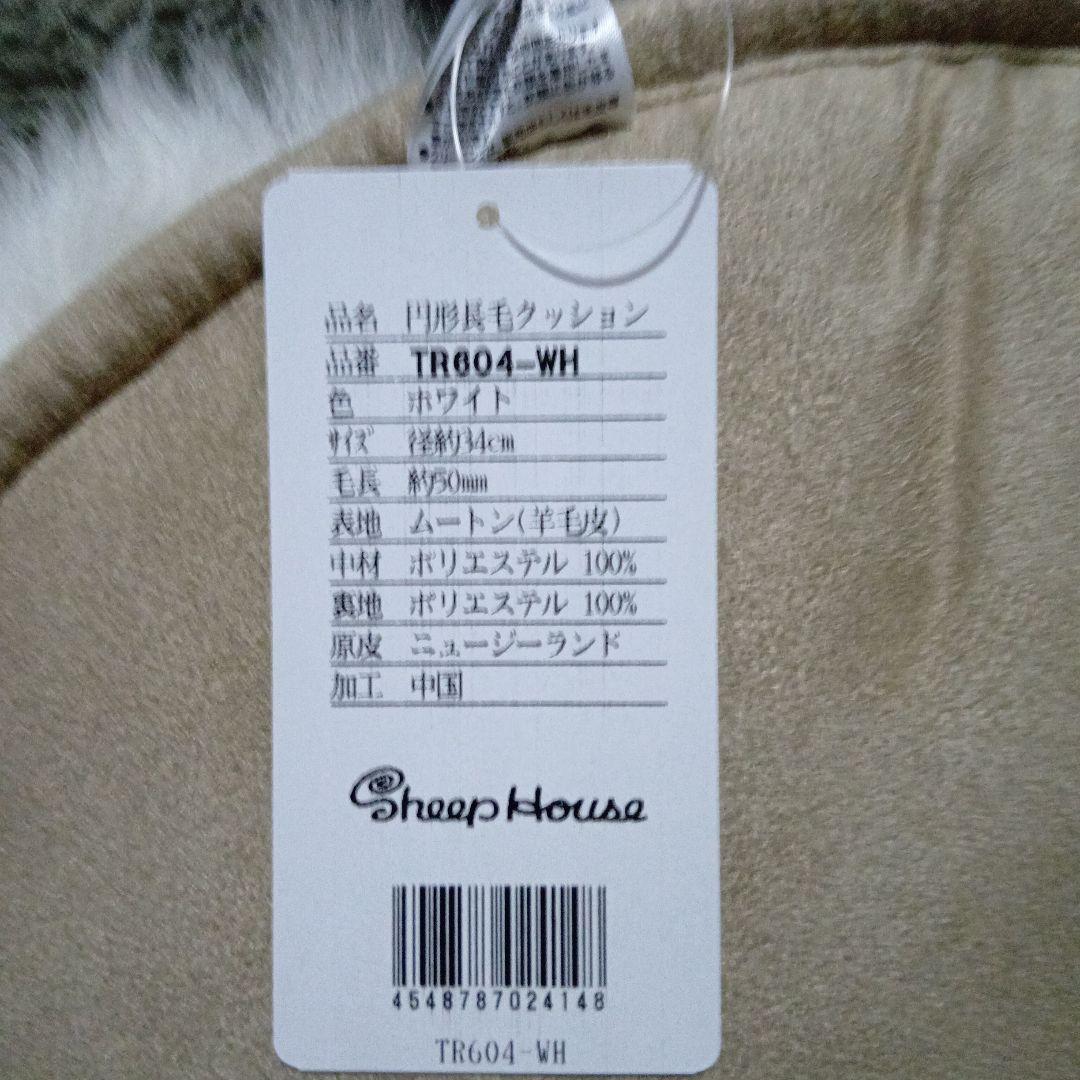 品名 円形長毛クッション
品番 TR604-WH
色 ホワイト
サイズ 径約34cm
毛長 約50mm
表地 ムートン(羊毛皮)
中材 ポリエステル 100%
裏地 ポリエステル 100%
原皮 ニュージーランド
加工 中国
Sheep House
4548787024148
TR604-WH